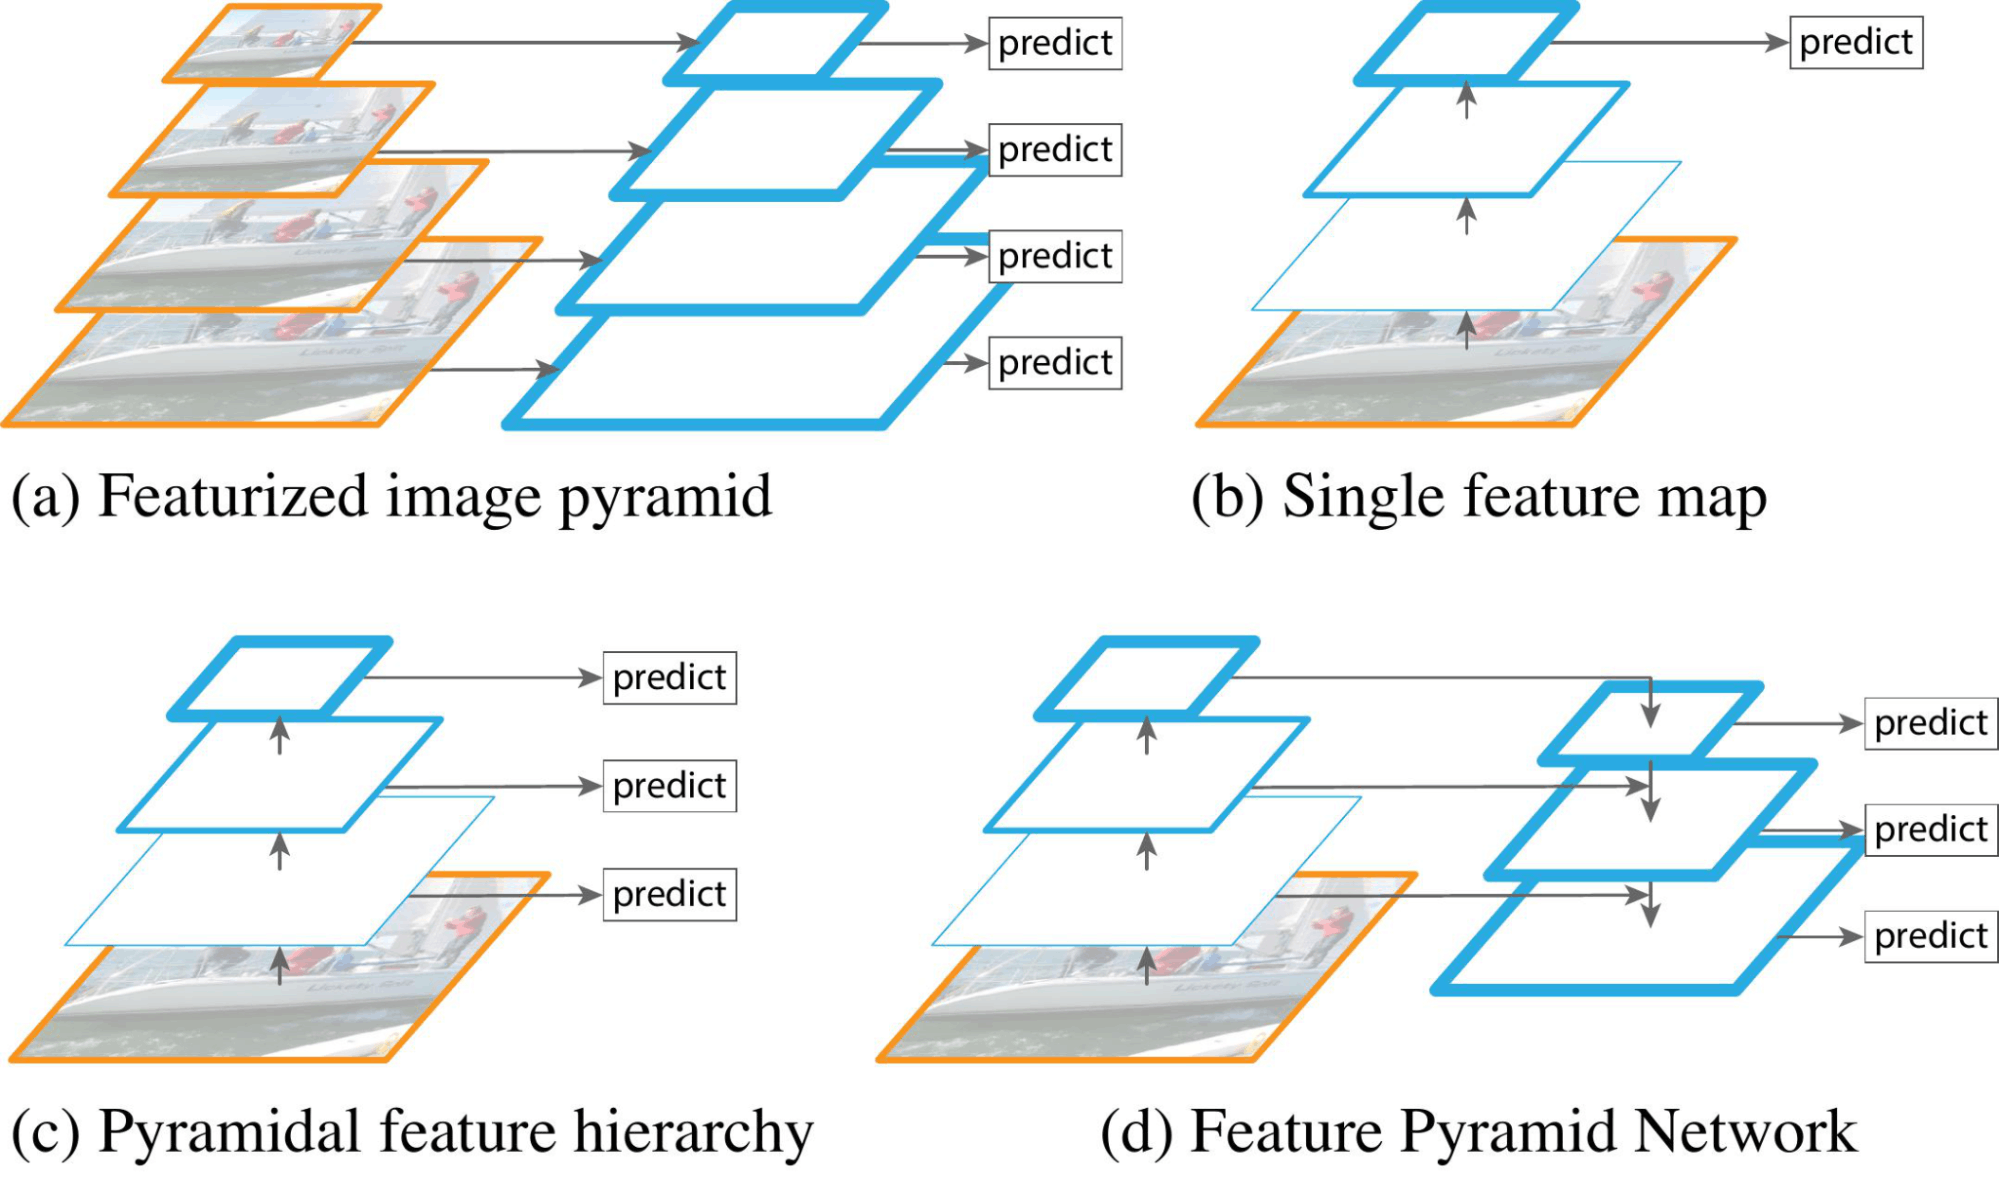 predict
predict
predict
predict
(a) Featurized image pyramid
predict
(b) Single feature map
predict
predict
predict
(c) Pyramidal feature hierarchy
predict
predict
predict
(d) Feature Pyramid Network